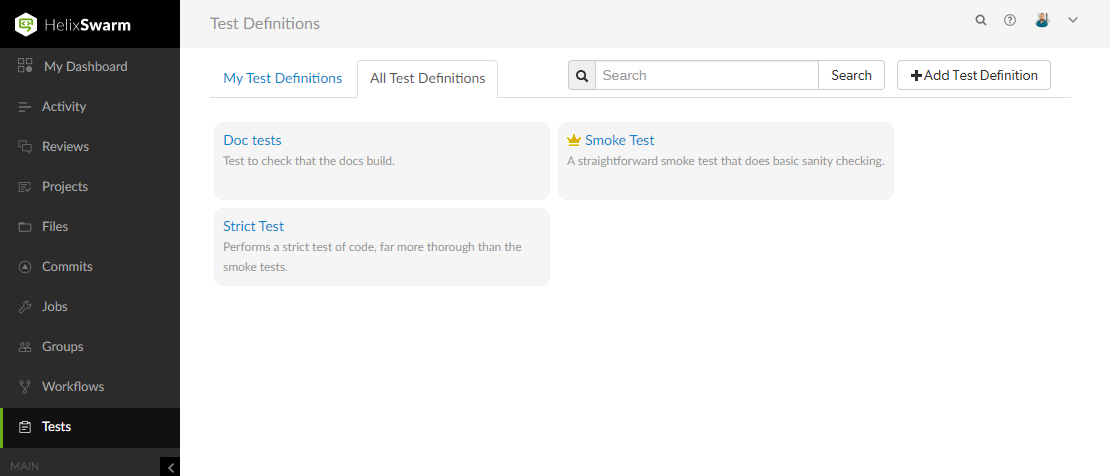 HelixSwarm
Test Definitions
My Dashboard
Activity
Reviews
Projects
Files
Commits
Jobs
Groups
Workflows
Tests
MAIN
My Test Definitions
All Test Definitions
Search
Search
Add Test Definition
Doc tests
Test to check that the docs build.
Smoke Test
A straightforward smoke test that does basic sanity checking.
Strict Test
Performs a strict test of code, far more thorough than the
smoke tests.